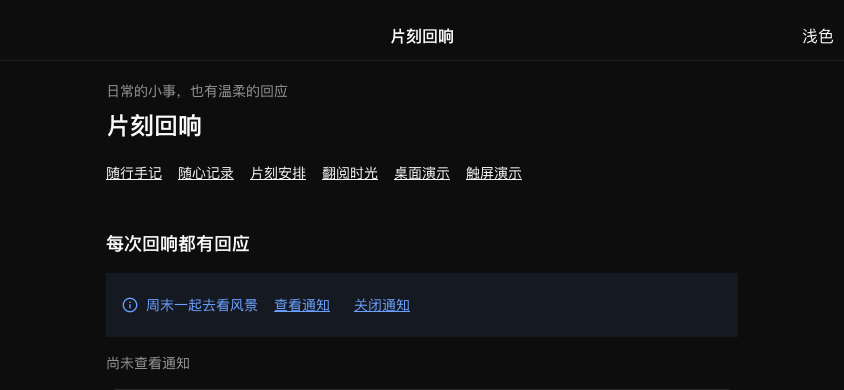 片刻回响
浅色
日常的小事，也有温柔的回应
片刻回响
随行手记 随心记录 片刻安排 翻阅时光 桌面演示 触屏演示
每次回响都有回应
周末一起去看风景 查看通知 关闭通知
尚未查看通知